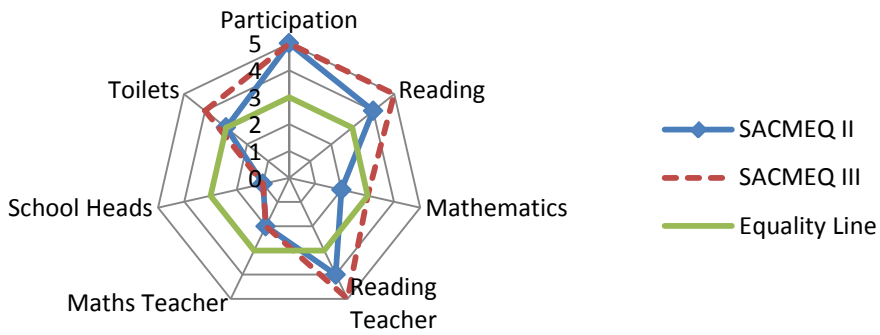 Participation
5
4
3
2
1
0
Toilets
Reading
School Heads
Mathematics
Maths Teacher
Reading
Teacher
SACMEQ II
SACMEQ III
Equality Line